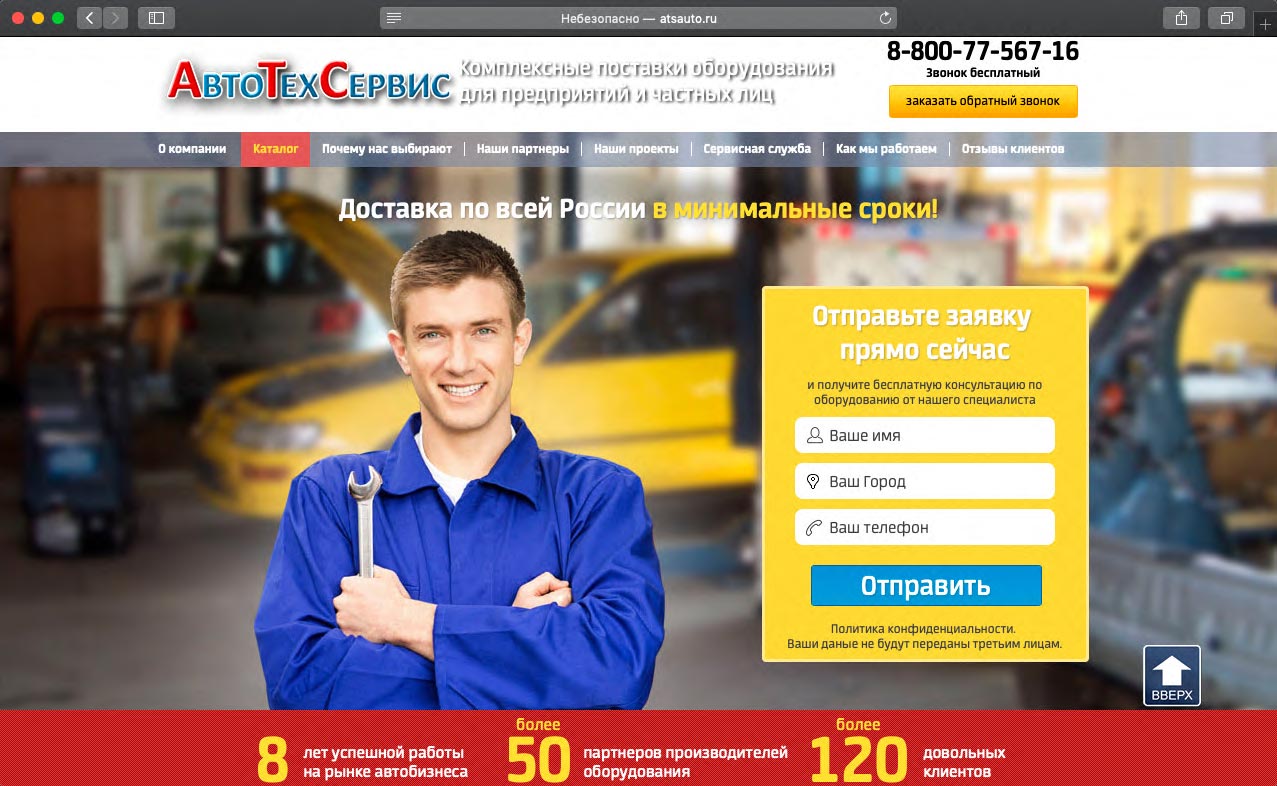 Небезопасно — atsauto.ru
АвтоТехСервис
Комплексные поставки оборудования
для предприятий и частных лиц
8-800-77-567-16
Звонок бесплатный
заказать обратный звонок
О компании Каталог Почему нас выбирают Наши партнеры Наши проекты Сервисная служба Как мы работаем Отзывы клиентов
Доставка по всей России в минимальные сроки!
Отправьте заявку
прямо сейчас
и получите бесплатную консультацию по
оборудованию от нашего специалиста
Ваше имя
Ваш Город
Ваш телефон
Отправить
Политика конфиденциальности.
Ваши даные не будут переданы третьим лицам.
ВВЕРХ
8 лет успешной работы
на рынке автобизнеса
более
50 партнеров производителей
оборудования
более
120 довольных
клиентов